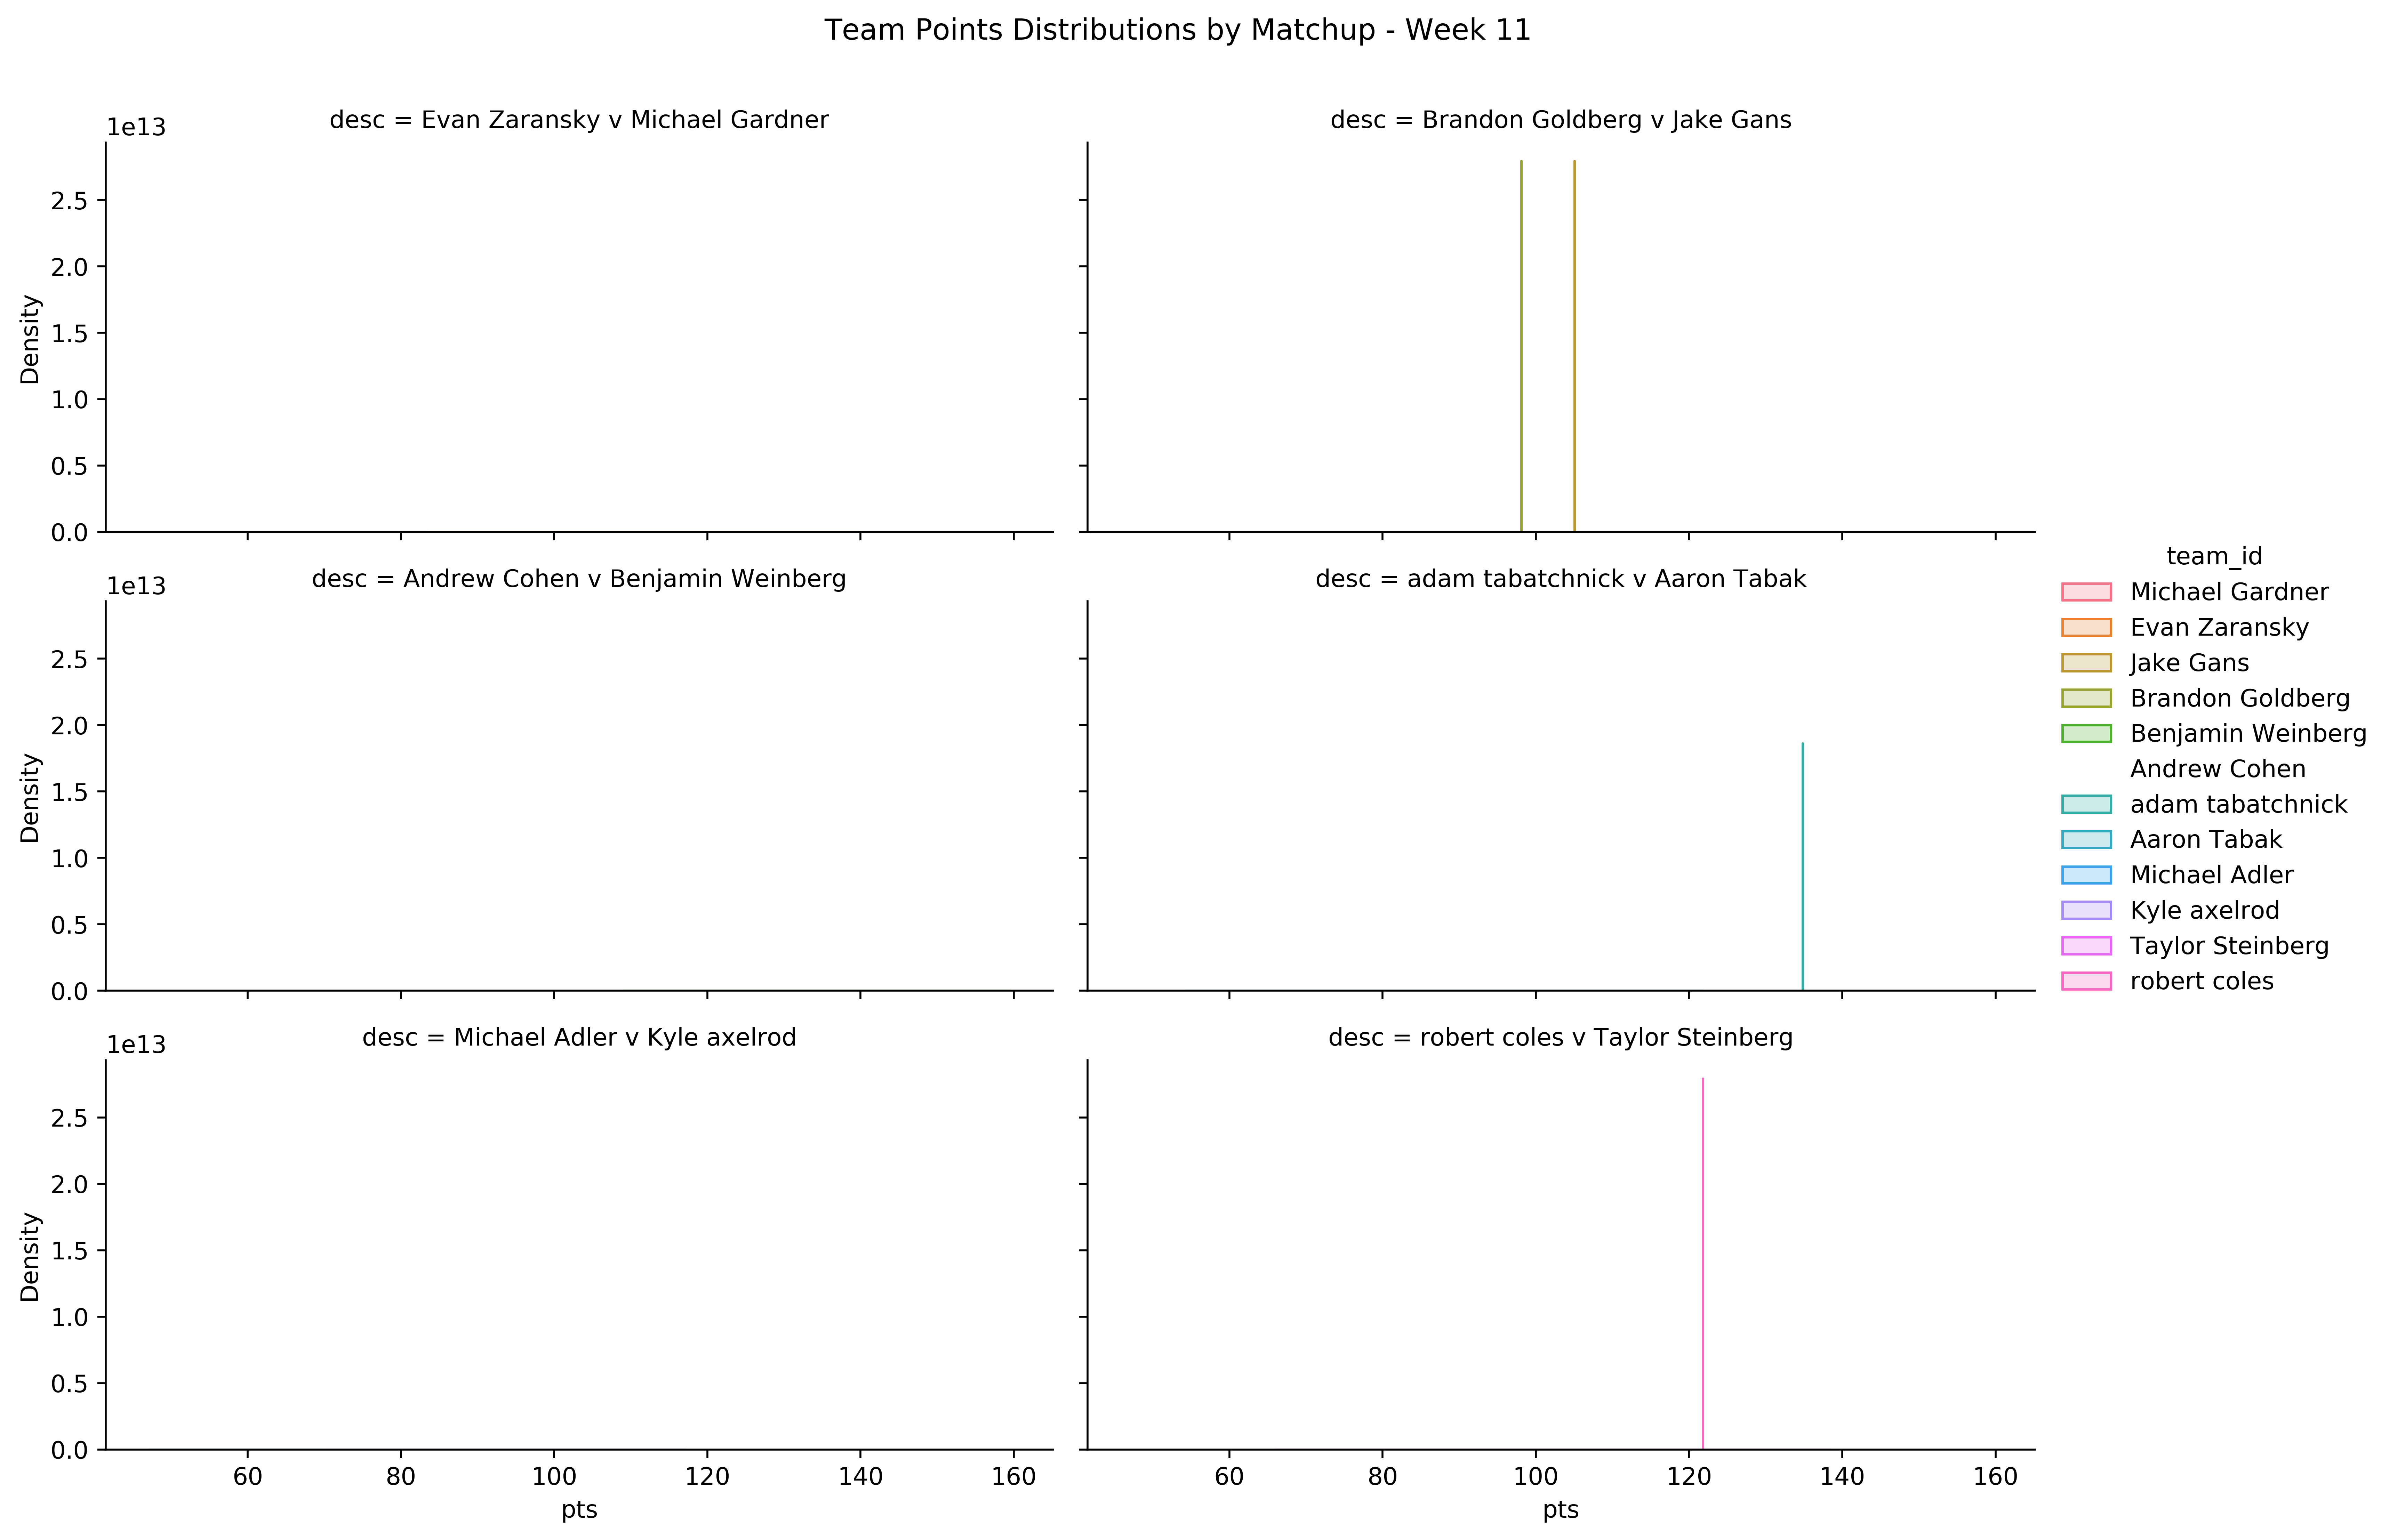 Team Points Distributions by Matchup - Week 11
desc = Evan Zaransky v Michael Gardner
1e13
2.5
2.0
1.5
1.0
0.5
0.0
Density
desc = Brandon Goldberg v Jake Gans
desc = Andrew Cohen v Benjamin Weinberg
1e13
2.5
2.0
1.5
1.0
0.5
0.0
Density
desc = adam tabatchnick v Aaron Tabak
desc = Michael Adler v Kyle axelrod
1e13
2.5
2.0
1.5
1.0
0.5
0.0
Density
60 80 100 120 140 160
pts
desc = robert coles v Taylor Steinberg
60 80 100 120 140 160
pts
team_id
Michael Gardner
Evan Zaransky
Jake Gans
Brandon Goldberg
Benjamin Weinberg
Andrew Cohen
adam tabatchnick
Aaron Tabak
Michael Adler
Kyle axelrod
Taylor Steinberg
robert coles